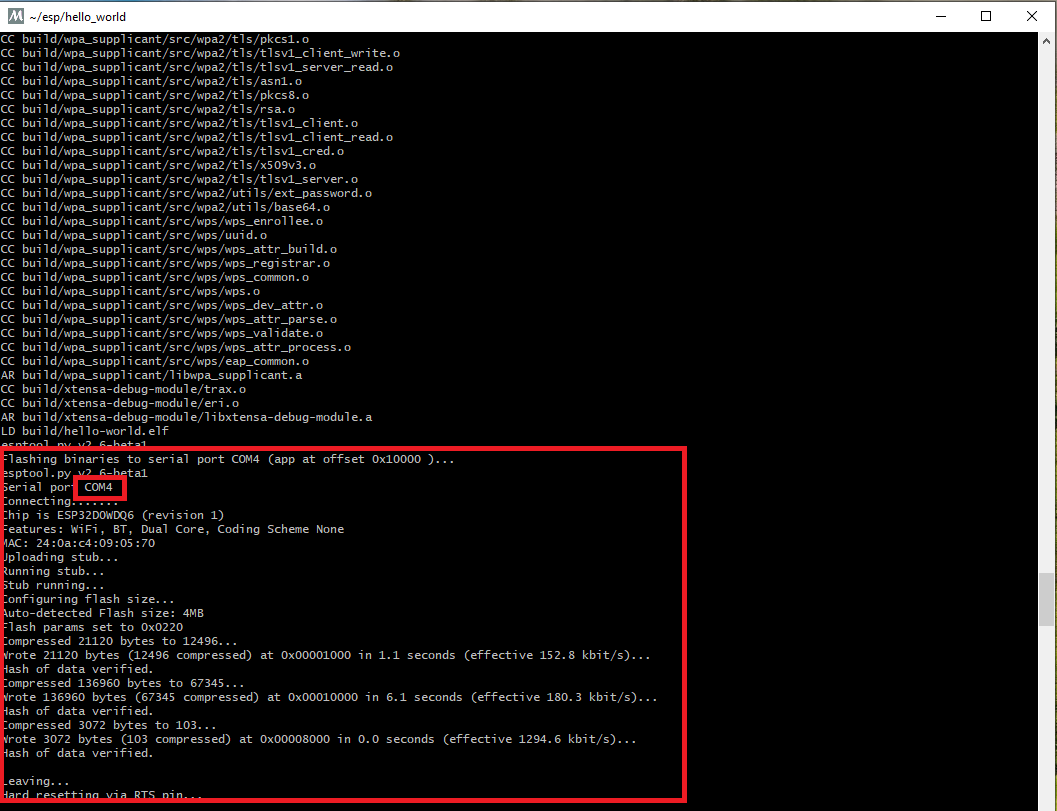 ~/esp/hello_world
CC build/wpa_supplicant/src/wpa2/tls/pkcs1.o
CC build/wpa_supplicant/src/wpa2/tls/tlsv1_client_write.o
CC build/wpa_supplicant/src/wpa2/tls/tlsv1_server_read.o
CC build/wpa_supplicant/src/wpa2/tls/asn1.o
CC build/wpa_supplicant/src/wpa2/tls/pkcs8.o
CC build/wpa_supplicant/src/wpa2/tls/rsa.o
CC build/wpa_supplicant/src/wpa2/tls/tlsv1_client.o
CC build/wpa_supplicant/src/wpa2/tls/tlsv1_client_read.o
CC build/wpa_supplicant/src/wpa2/tls/tlsv1_cred.o
CC build/wpa_supplicant/src/wpa2/tls/x509v3.o
CC build/wpa_supplicant/src/wpa2/tls/tlsv1_server.o
CC build/wpa_supplicant/src/wpa2/utils/ext_password.o
CC build/wpa_supplicant/src/wpa2/utils/base64.o
CC build/wpa_supplicant/src/wps/wps_enrollee.o
CC build/wpa_supplicant/src/wps/uuid.o
CC build/wpa_supplicant/src/wps/wps_attr_build.o
CC build/wpa_supplicant/src/wps/wps_registrar.o
CC build/wpa_supplicant/src/wps/wps_common.o
CC build/wpa_supplicant/src/wps/wps.o
CC build/wpa_supplicant/src/wps/wps_dev_attr.o
CC build/wpa_supplicant/src/wps/wps_attr_parse.o
CC build/wpa_supplicant/src/wps/wps_validate.o
CC build/wpa_supplicant/src/wps/wps_attr_process.o
CC build/wpa_supplicant/src/wps/eap_common.o
AR build/wpa_supplicant/libwpa_supplicant.a
CC build/xtensa-debug-module/trax.o
CC build/xtensa-debug-module/eri.o
AR build/xtensa-debug-module/libxtensa-debug-module.a
LD build/hello-world.elf
esptool.py v2.6-beta1
Flashing binaries to serial port COM4 (app at offset 0x10000 )...
esptool.py v2.6-beta1
Serial port COM4
Connecting.......
Chip is ESP32D0WDQ6 (revision 1)
Features: WiFi, BT, Dual Core, Coding Scheme None
MAC: 24:0a:c4:09:05:70
Uploading stub...
Running stub...
Stub running...
Configuring flash size...
Auto-detected Flash size: 4MB
Flash params set to 0x0220
Compressed 21120 bytes to 12496...
Wrote 21120 bytes (12496 compressed) at 0x00001000 in 1.1 seconds (effective 152.8 kbit/s)...
Hash of data verified.
Compressed 136960 bytes to 67345...
Wrote 136960 bytes (67345 compressed) at 0x00010000 in 6.1 seconds (effective 180.3 kbit/s)...
Hash of data verified.
Compressed 3072 bytes to 103...
Wrote 3072 bytes (103 compressed) at 0x00008000 in 0.0 seconds (effective 1294.6 kbit/s)...
Hash of data verified.
Leaving...
Hard resetting via RTS pin...